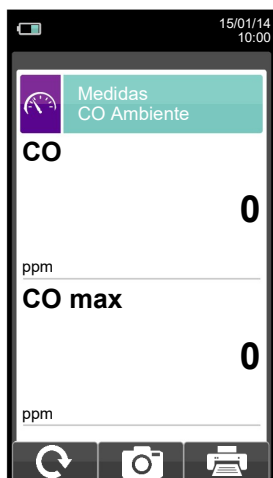 15/01/14
10:00
Medidas
CO Ambiente
CO
0
ppm
CO max
0
ppm